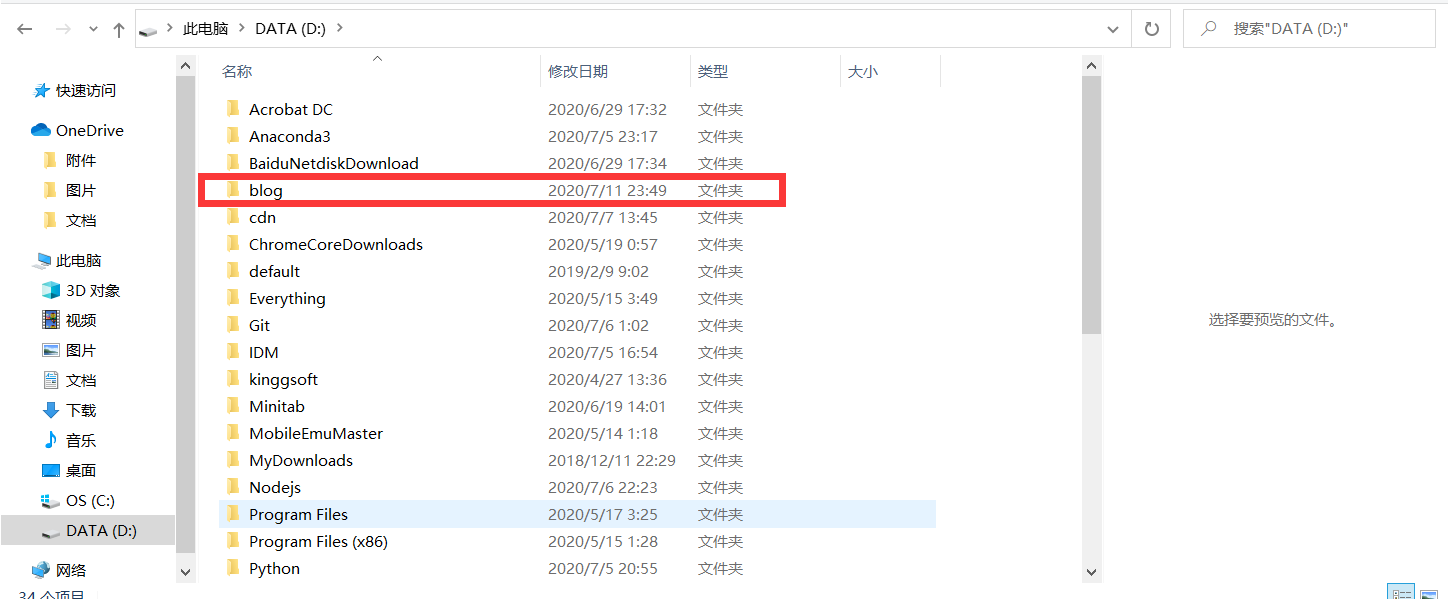 此电脑 DATA (D:)
搜索"DATA (D:)"
快速访问
OneDrive
附件
图片
文档
此电脑
3D 对象
视频
图片
文档
下载
音乐
桌面
OS (C:)
DATA (D:)
网络
34 个项目
名称 修改日期 类型 大小
Acrobat DC 2020/6/29 17:32 文件夹
Anaconda3 2020/7/5 23:17 文件夹
BaiduNetdiskDownload 2020/6/29 17:34 文件夹
blog 2020/7/11 23:49 文件夹
cdn 2020/7/7 13:45 文件夹
ChromeCoreDownloads 2020/5/19 0:57 文件夹
default 2019/2/9 9:02 文件夹
Everything 2020/5/15 3:49 文件夹
Git 2020/7/6 1:02 文件夹
IDM 2020/7/5 16:54 文件夹
kinggsoft 2020/4/27 13:36 文件夹
Minitab 2020/6/19 14:01 文件夹
MobileEmuMaster 2020/5/14 1:18 文件夹
MyDownloads 2018/12/11 22:29 文件夹
Nodejs 2020/7/6 22:23 文件夹
Program Files 2020/5/17 3:25 文件夹
Program Files (x86) 2020/5/15 1:28 文件夹
Python 2020/7/5 20:55 文件夹
选择要预览的文件。